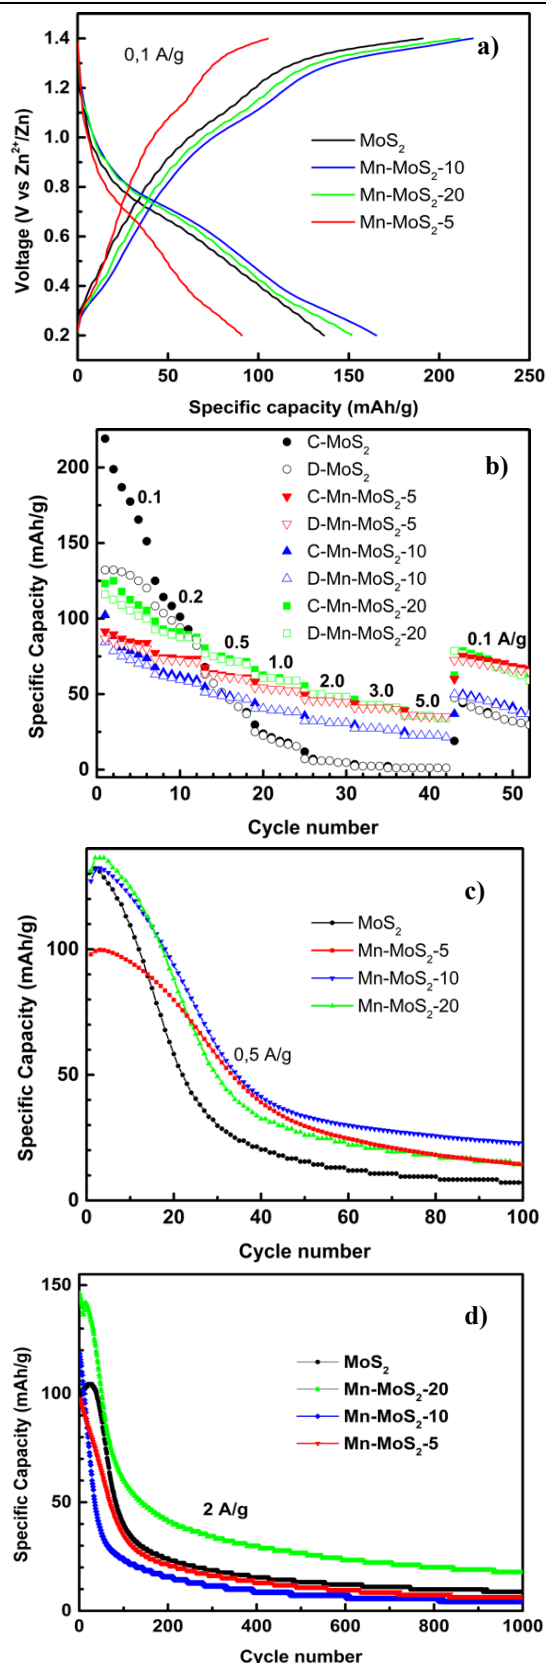 1.4
1.2
1.0
0.8
0.6
0.4
0.2
Voltage (V vs Zn²⁺/Zn)
0,1 A/g
a)
MoS₂
Mn-MoS₂-10
Mn-MoS₂-20
Mn-MoS₂-5
0 50 100 150 200 250
Specific capacity (mAh/g)
200
150
100
50
0
Specific Capacity (mAh/g)
C-MoS₂
D-MoS₂
C-Mn-MoS₂-5
D-Mn-MoS₂-5
C-Mn-MoS₂-10
D-Mn-MoS₂-10
C-Mn-MoS₂-20
D-Mn-MoS₂-20
b)
0.1
0.2
0.5
1.0
2.0
3.0
5.0
0.1 A/g
0 10 20 30 40 50
Cycle number
100
50
0
Specific Capacity (mAh/g)
c)
MoS₂
Mn-MoS₂-5
Mn-MoS₂-10
Mn-MoS₂-20
0,5 A/g
0 20 40 60 80 100
Cycle number
150
100
50
0
Specific Capacity (mAh/g)
d)
MoS₂
Mn-MoS₂-20
Mn-MoS₂-10
Mn-MoS₂-5
2 A/g
0 200 400 600 800 1000
Cycle number